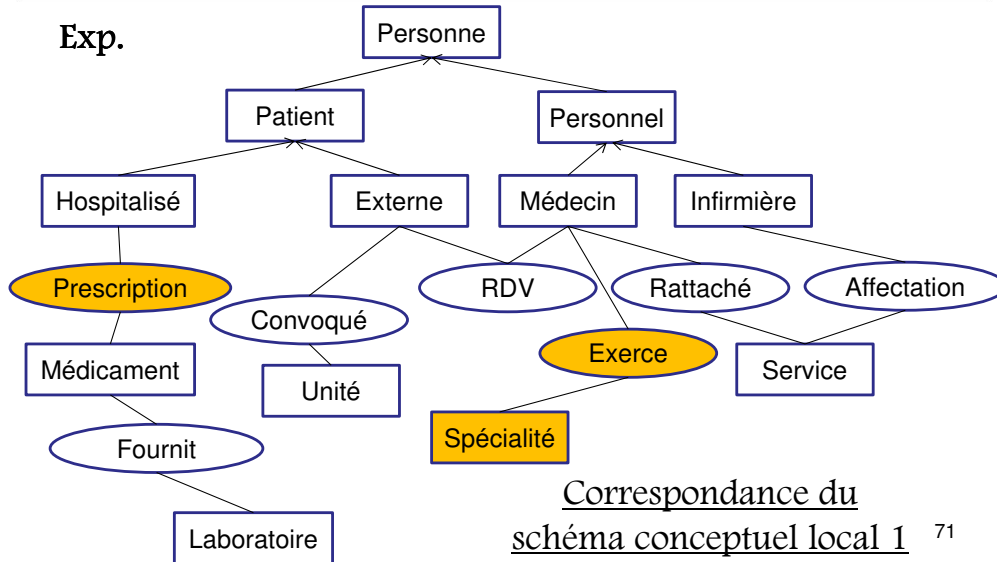 Exp.
Personne
Patient
Personnel
Hospitalisé
Externe
Médecin
Infirmière
Prescription
RDV
Rattaché
Affectation
Convoqué
Exerce
Médicament
Unité
Service
Spécialité
Fournit
Laboratoire
Correspondance du
schéma conceptuel local 1
71